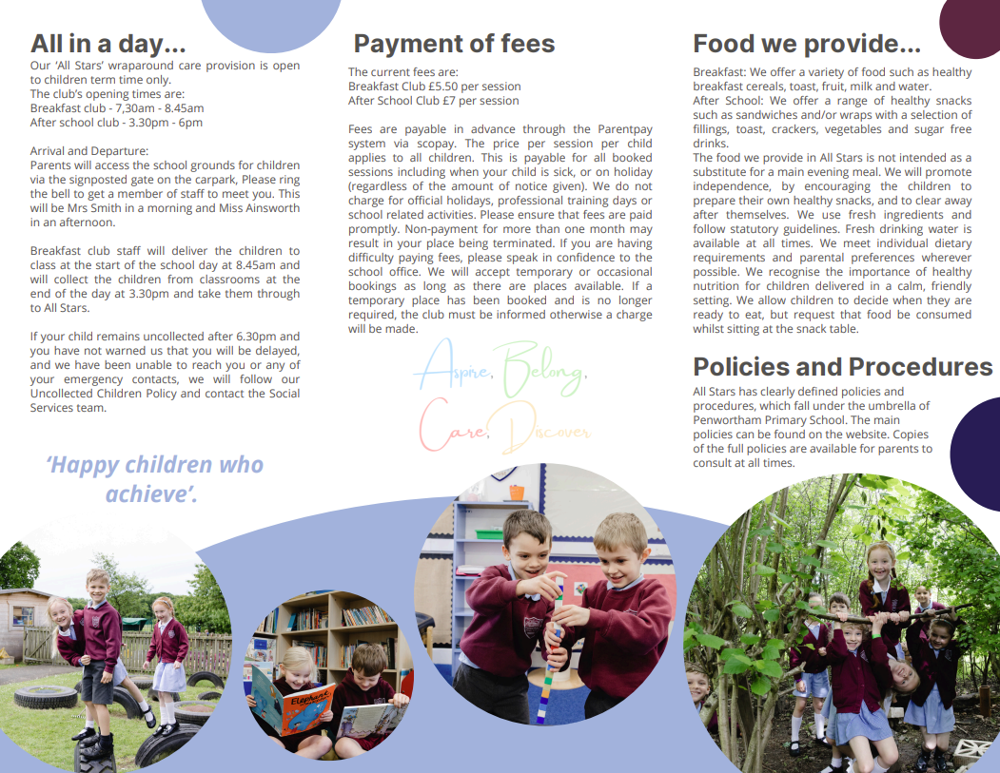 All in a day...
Our ‘All Stars’ wraparound care provision is open
to children term time only.
The club’s opening times are:
Breakfast club - 7,30am - 8.45am
After school club - 3.30pm - 6pm
Arrival and Departure:
Parents will access the school grounds for children
via the signposted gate on the carpark, Please ring
the bell to get a member of staff to meet you. This
will be Mrs Smith in a morning and Miss Ainsworth
in an afternoon.
Breakfast club staff will deliver the children to
class at the start of the school day at 8.45am and
will collect the children from classrooms at the
end of the day at 3.30pm and take them through
to All Stars.
If your child remains uncollected after 6.30pm and
you have not warned us that you will be delayed,
and we have been unable to reach you or any of
your emergency contacts, we will follow our
Uncollected Children Policy and contact the Social
Services team.
‘Happy children who
achieve’.
Payment of fees
The current fees are:
Breakfast Club £5.50 per session
After School Club £7 per session
Fees are payable in advance through the Parentpay
system via scopay. The price per session per child
applies to all children. This is payable for all booked
sessions including when your child is sick, or on holiday
(regardless of the amount of notice given). We do not
charge for official holidays, professional training days or
school related activities. Please ensure that fees are paid
promptly. Non-payment for more than one month may
result in your place being terminated. If you are having
difficulty paying fees, please speak in confidence to the
school office. We will accept temporary or occasional
bookings as long as there are places available. If a
temporary place has been booked and is no longer
required, the club must be informed otherwise a charge
will be made.
Aspire, Belong,
Care, Discover
Food we provide...
Breakfast: We offer a variety of food such as healthy
breakfast cereals, toast, fruit, milk and water.
After School: We offer a range of healthy snacks
such as sandwiches and/or wraps with a selection of
fillings, toast, crackers, vegetables and sugar free
drinks.
The food we provide in All Stars is not intended as a
substitute for a main evening meal. We will promote
independence, by encouraging the children to
prepare their own healthy snacks, and to clear away
after themselves. We use fresh ingredients and
follow statutory guidelines. Fresh drinking water is
available at all times. We meet individual dietary
requirements and parental preferences wherever
possible. We recognise the importance of healthy
nutrition for children delivered in a calm, friendly
setting. We allow children to decide when they are
ready to eat, but request that food be consumed
whilst sitting at the snack table.
Policies and Procedures
All Stars has clearly defined policies and
procedures, which fall under the umbrella of
Penwortham Primary School. The main
policies can be found on the website. Copies
of the full policies are available for parents to
consult at all times.
Elephant